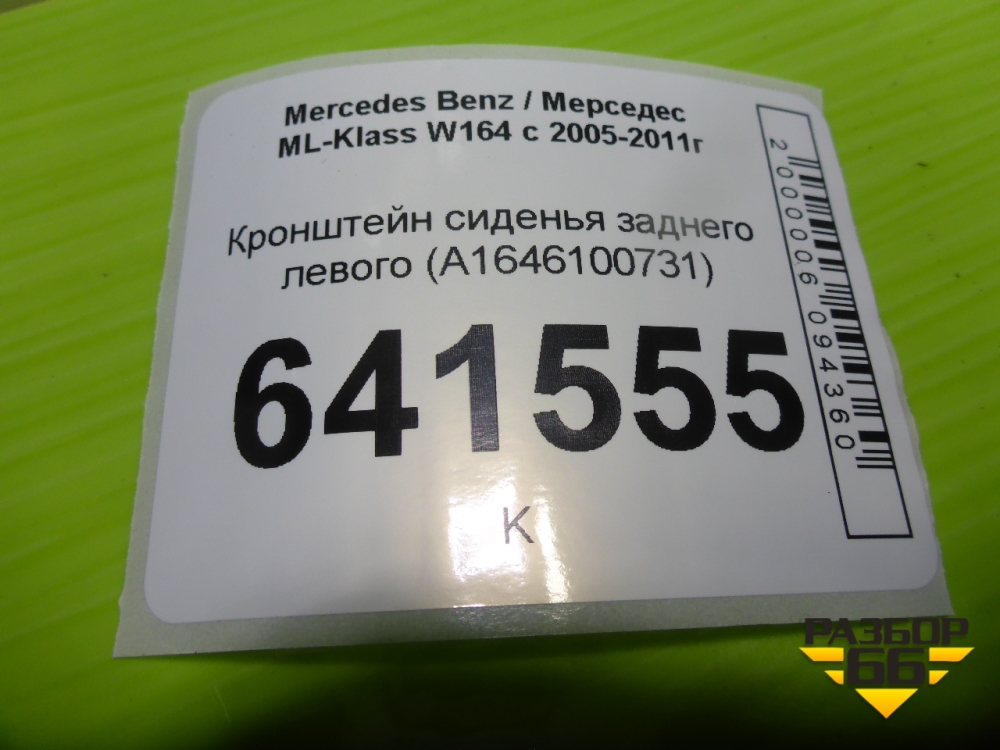 Mercedes Benz / Мерседес
ML-Klass W164 с 2005-2011г
Кронштейн сиденья заднего
левого (A1646100731)
641555
К
2000006094360
РАЗБОР
66